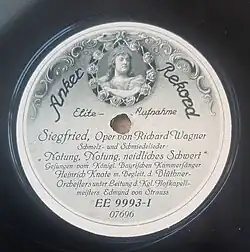 Anker Rekord
Elite- Aufnahme
Siegfried, Oper von Richard Wagner
Schmelz- und Schmiedelieder
"Notung, Notung, neidliches Schwert"
Gesungen vom Königl. Bayrischen Kammersänger
Heinrich Knote m. Begleit. d. Blüthner-
Orchesters unter Leitung d. Kgl. Hofkapell-
meisters Edmund von Strauss
EE 9993-I
07696